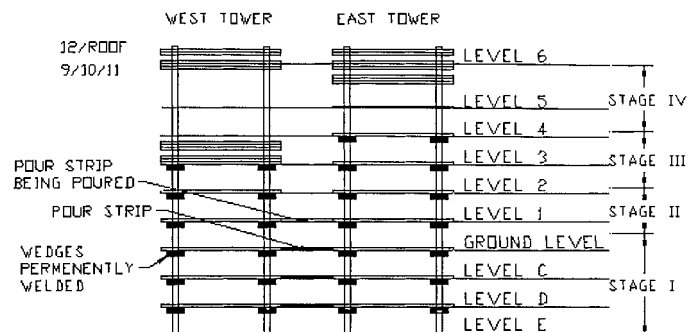 WEST TOWER
EAST TOWER
12/ROOF
9/10/11
LEVEL 6
LEVEL 5
STAGE IV
LEVEL 4
POUR STRIP
BEING POURED
LEVEL 3
STAGE III
LEVEL 2
POUR STRIP
LEVEL 1
STAGE II
WEDGES
PERMENENTLY
WELDED
GROUND LEVEL
LEVEL C
STAGE I
LEVEL D
LEVEL E